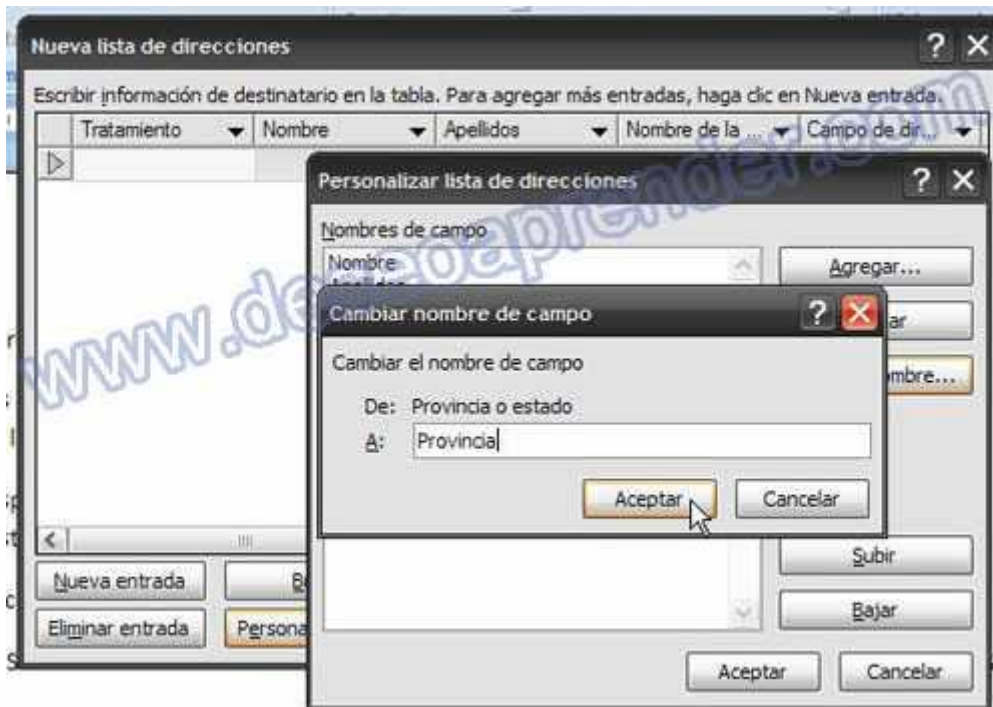 Nueva lista de direcciones
Escribir información de destinatario en la tabla. Para agregar más entradas, haga clic en Nueva entrada.
Tratamiento Nombre Apellidos Nombre de la ... Campo de dir...
Personalizar lista de direcciones
Nombres de campo
Nombre
Agregar...
Cambiar nombre de campo
Cambiar el nombre de campo
De: Provincia o estado
A: Provincia
Aceptar Cancelar
Subir
Nueva entrada
Bajar
Eliminar entrada
Aceptar Cancelar